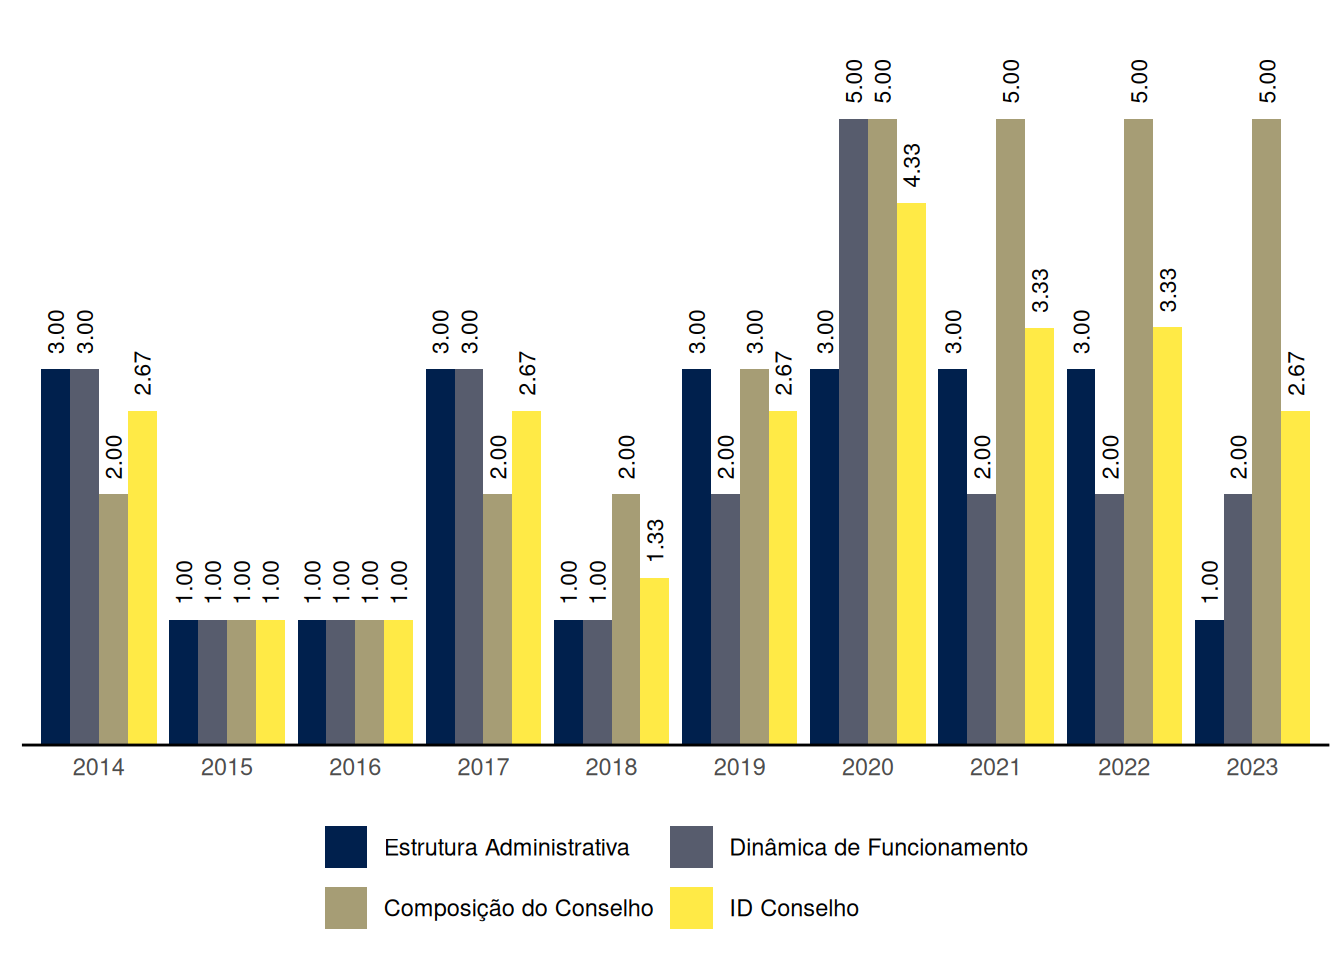 3.00 3.00 2.00 2.67
1.00 1.00 1.00 1.00
1.00 1.00 1.00 1.00
3.00 3.00 2.00 2.67
1.00 1.00 2.00 1.33
3.00 2.00 3.00 2.67
3.00 5.00 5.00 4.33
3.00 2.00 5.00 3.33
3.00 2.00 5.00 3.33
1.00 2.00 5.00 2.67
2014 2015 2016 2017 2018 2019 2020 2021 2022 2023
Estrutura Administrativa Dinâmica de Funcionamento
Composição do Conselho ID Conselho